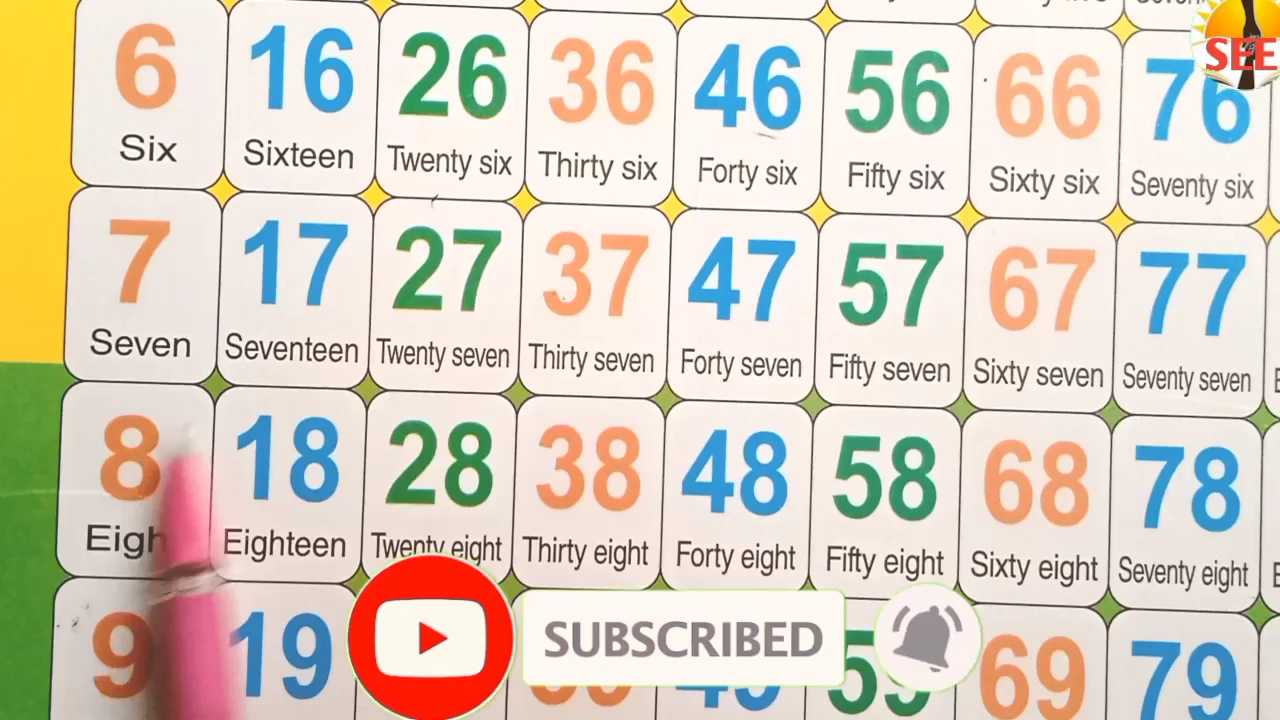 6 16 26 36 46 56 66 76
Six Sixteen Twenty six Thirty six Forty six Fifty six Sixty six Seventy six
7 17 27 37 47 57 67 77
Seven Seventeen Twenty seven Thirty seven Forty seven Fifty seven Sixty seven Seventy seven
8 18 28 38 48 58 68 78
Eigh Eighteen Twenty eight Thirty eight Forty eight Fifty eight Sixty eight Seventy eight
9 19 59 69 79
SUBSCRIBED
SEE